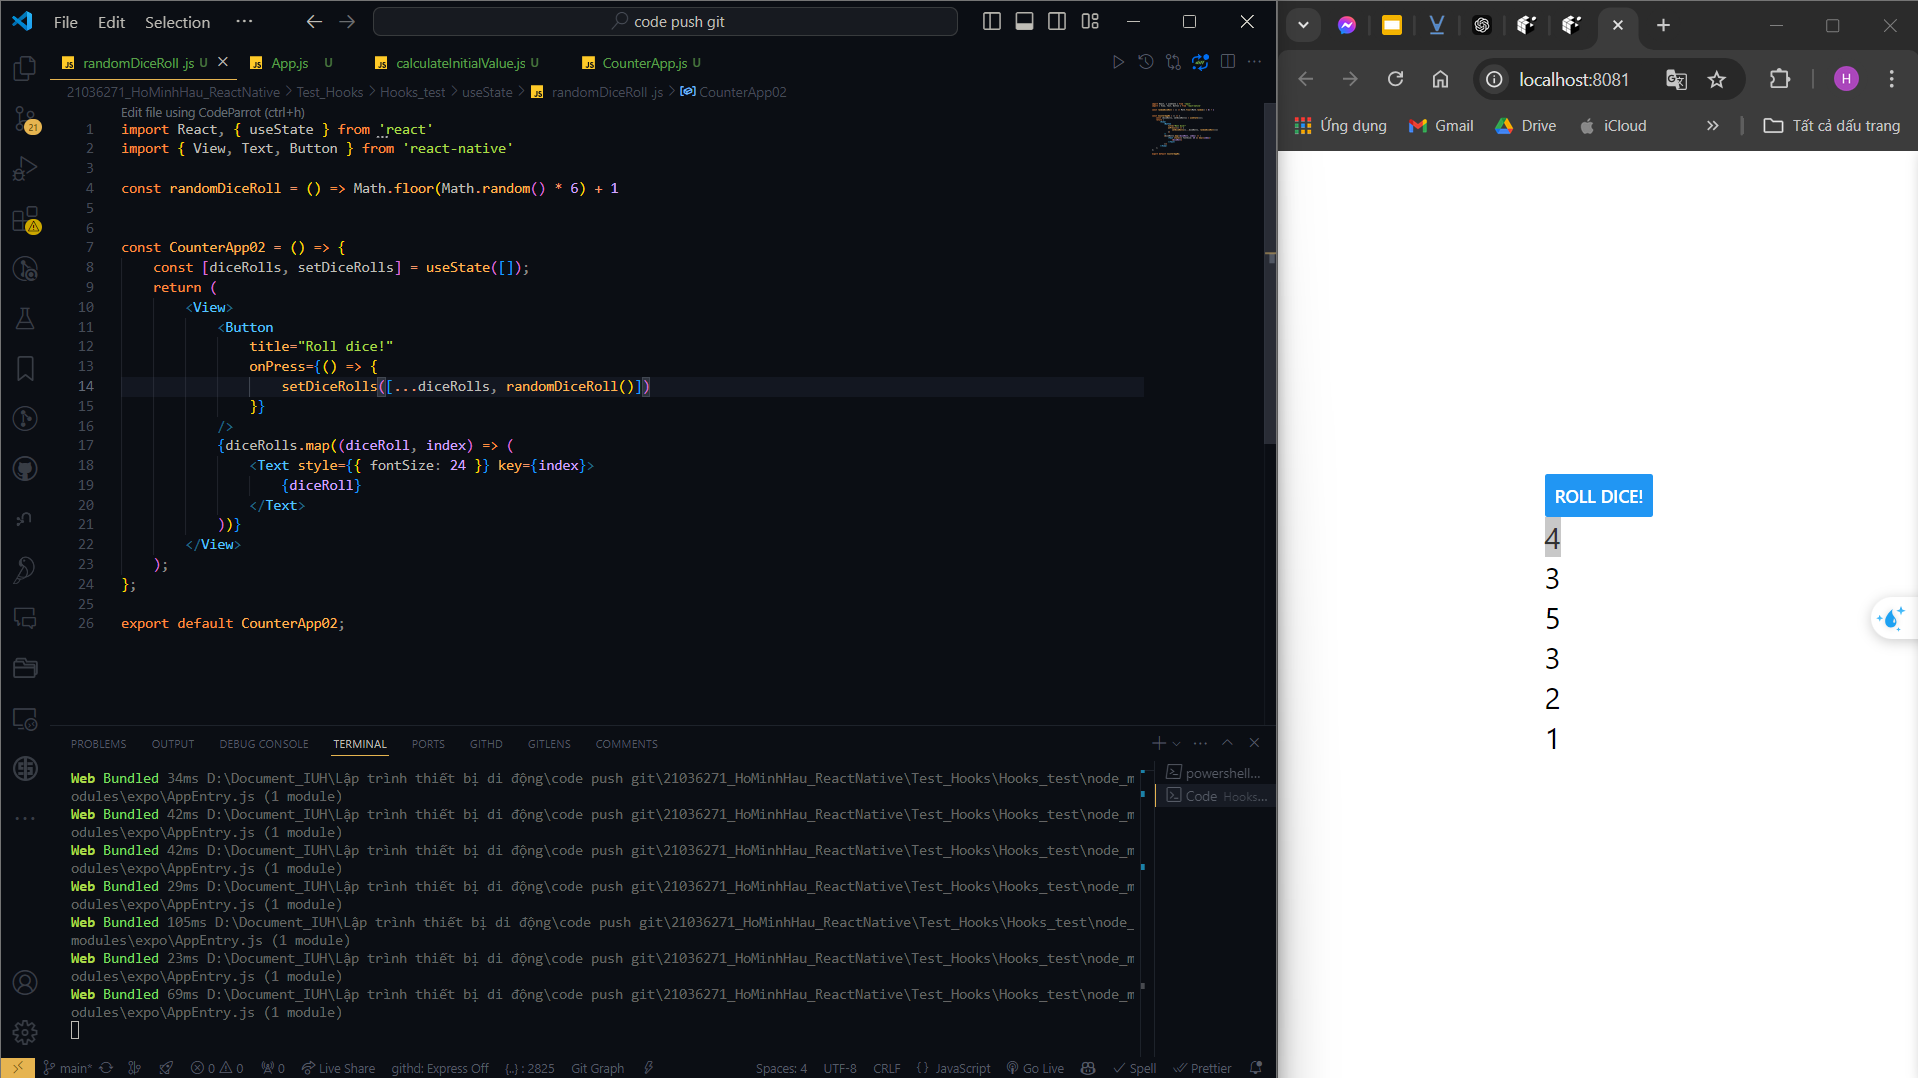 File Edit Selection ···
code push git
randomDiceRoll .js U
App.js U
calculateInitialValue.js U
CounterApp.js U
21036271_HoMinhHau_ReactNative > Test_Hooks > Hooks_test > useState > randomDiceRoll .js > CounterApp02
Edit file using CodeParrot (ctrl+h)
1 import React, { useState } from 'react'
2 import { View, Text, Button } from 'react-native'
3
4 const randomDiceRoll = () => Math.floor(Math.random() * 6) + 1
5
6
7 const CounterApp02 = () => {
8 const [diceRolls, setDiceRolls] = useState([]);
9 return (
10 <View>
11 <Button
12 title="Roll dice!"
13 onPress={() => {
14 setDiceRolls([...diceRolls, randomDiceRoll()])
15 }}
16 />
17 {diceRolls.map((diceRoll, index) => (
18 <Text style={{ fontSize: 24 }} key={index}>
19 {diceRoll}
20 </Text>
21 ))}
22 </View>
23 );
24 };
25
26 export default CounterApp02;
21
PROBLEMS OUTPUT DEBUG CONSOLE TERMINAL PORTS GITHD GITLENS COMMENTS
Web Bundled 34ms D:\Document_IUH\Lập trình thiết bị di động\code push git\21036271_HoMinhHau_ReactNative\Test_Hooks\Hooks_test\node_m
odules\expo\AppEntry.js (1 module)
Web Bundled 42ms D:\Document_IUH\Lập trình thiết bị di động\code push git\21036271_HoMinhHau_ReactNative\Test_Hooks\Hooks_test\node_m
odules\expo\AppEntry.js (1 module)
Web Bundled 42ms D:\Document_IUH\Lập trình thiết bị di động\code push git\21036271_HoMinhHau_ReactNative\Test_Hooks\Hooks_test\node_m
odules\expo\AppEntry.js (1 module)
Web Bundled 29ms D:\Document_IUH\Lập trình thiết bị di động\code push git\21036271_HoMinhHau_ReactNative\Test_Hooks\Hooks_test\node_m
odules\expo\AppEntry.js (1 module)
Web Bundled 105ms D:\Document_IUH\Lập trình thiết bị di động\code push git\21036271_HoMinhHau_ReactNative\Test_Hooks\Hooks_test\node_
modules\expo\AppEntry.js (1 module)
Web Bundled 23ms D:\Document_IUH\Lập trình thiết bị di động\code push git\21036271_HoMinhHau_ReactNative\Test_Hooks\Hooks_test\node_m
odules\expo\AppEntry.js (1 module)
Web Bundled 69ms D:\Document_IUH\Lập trình thiết bị di động\code push git\21036271_HoMinhHau_ReactNative\Test_Hooks\Hooks_test\node_m
odules\expo\AppEntry.js (1 module)
powershell...
Code Hooks...
main* 0 0 0 Live Share githd: Express Off {..} : 2825 Git Graph Spaces: 4 UTF-8 CRLF {} JavaScript Go Live Spell Prettier
localhost:8081
H
Ứng dụng
Gmail
Drive
iCloud
»
Tất cả dấu trang
ROLL DICE!
4
3
5
3
2
1